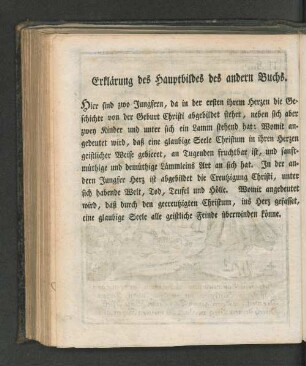 Erklärung des Hauptbildes des andern Buchs.
Hier sind zwo Jungfern, da in der ersten ihrem Herzen die Ge-
schichte von der Geburt Christi abgebildet stehet, neben sich aber
zwey Kinder und unter sich ein Lamm stehend hat: Womit an-
gedeutet wird, daß eine glaubige Seele Christum in ihren Herzen
geistlicher Weise gebieret, an Tugenden fruchtbar ist, und sanft-
müthige und demüthige Lämmleins Art an sich hat. In der an-
dern Jungfer Herz ist abgebildet die Creutzigung Christi, unter
sich habende Welt, Tod, Teufel und Hölle. Womit angedeutet
wird, daß durch den gecreutzigten Christum, ins Herz gefasset,
eine glaubige Seele alle geistliche Feinde überwinden könne.